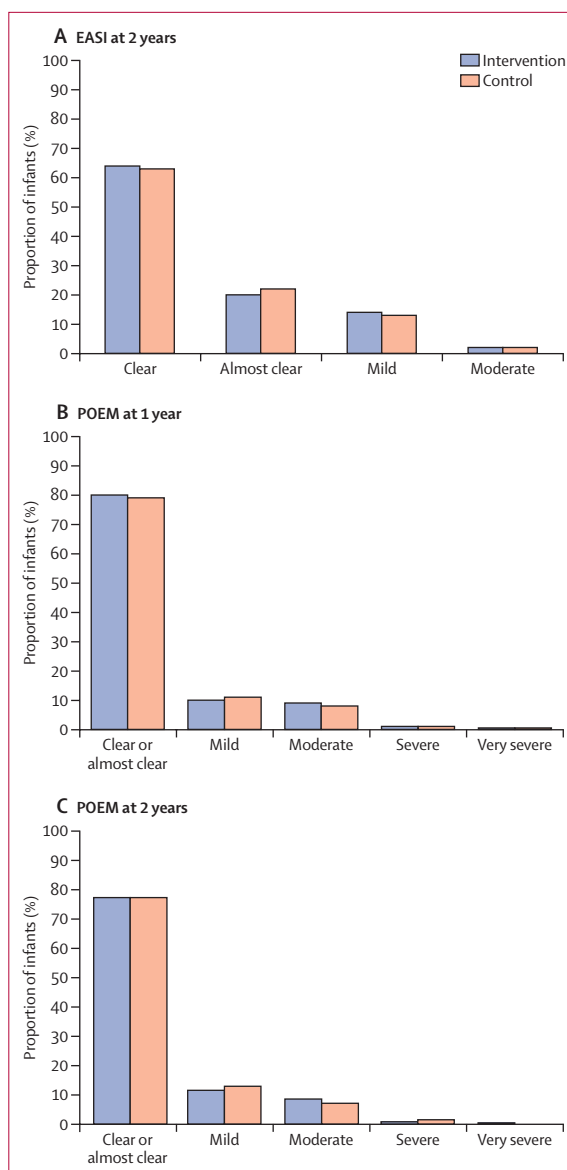 A EASI at 2 years
Intervention
Control
Proportion of infants (%)
100
90
80
70
60
50
40
30
20
10
0
Clear
Almost clear
Mild
Moderate
B POEM at 1 year
Proportion of infants (%)
100
90
80
70
60
50
40
30
20
10
0
Clear or
almost clear
Mild
Moderate
Severe
Very severe
C POEM at 2 years
Proportion of infants (%)
100
90
80
70
60
50
40
30
20
10
0
Clear or
almost clear
Mild
Moderate
Severe
Very severe